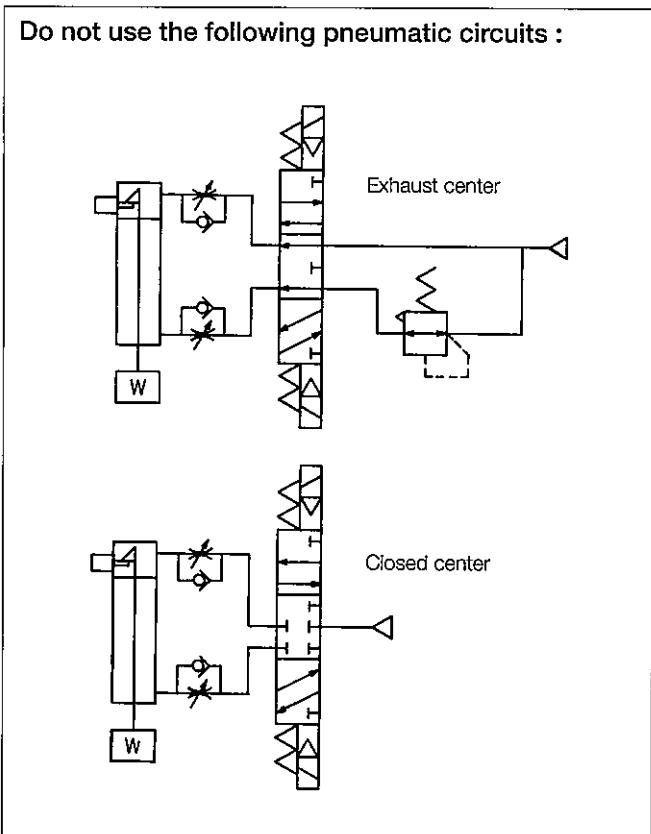 Do not use the following pneumatic circuits :
Exhaust center
W
Closed center
W